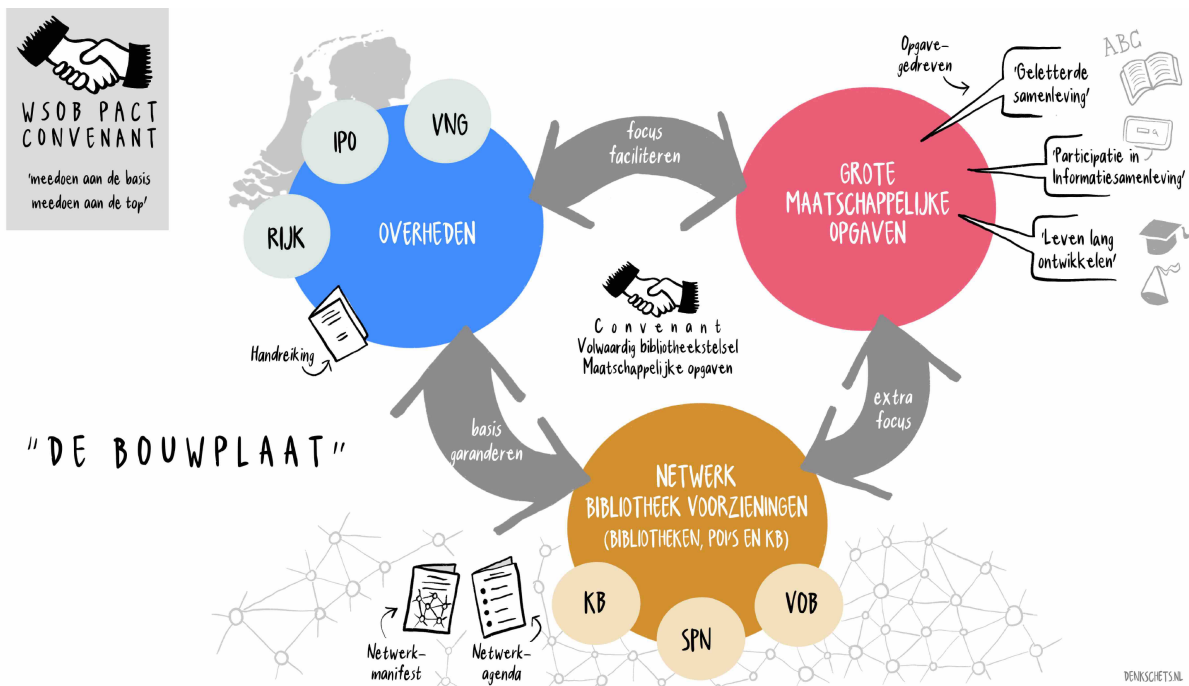 WSOB PACT
CONVENANT
'meedoen aan de basis
meedoen aan de top'
IPO
VNG
RIJK
OVERHEDEN
Handreiking
focus
faciliteren
GROTE
MAATSCHAPPELIJKE
OPGAVEN
Opgave-
gedreven
'Geletterde
samenleving'
ABC
'Participatie in
Informatiesamenleving'
'Leven lang
ontwikkelen'
Convenant
Volwaardig bibliotheekstelsel
Maatschappelijke opgaven
basis
garanderen
extra
focus
"DE BOUWPLAAT"
NETWERK
BIBLIOTHEEK VOORZIENINGEN
(BIBLIOTHEKEN, POI'S EN KB)
KB
SPN
VOB
Netwerk-
manifest
Netwerk-
agenda
DENKSCHETS.NL